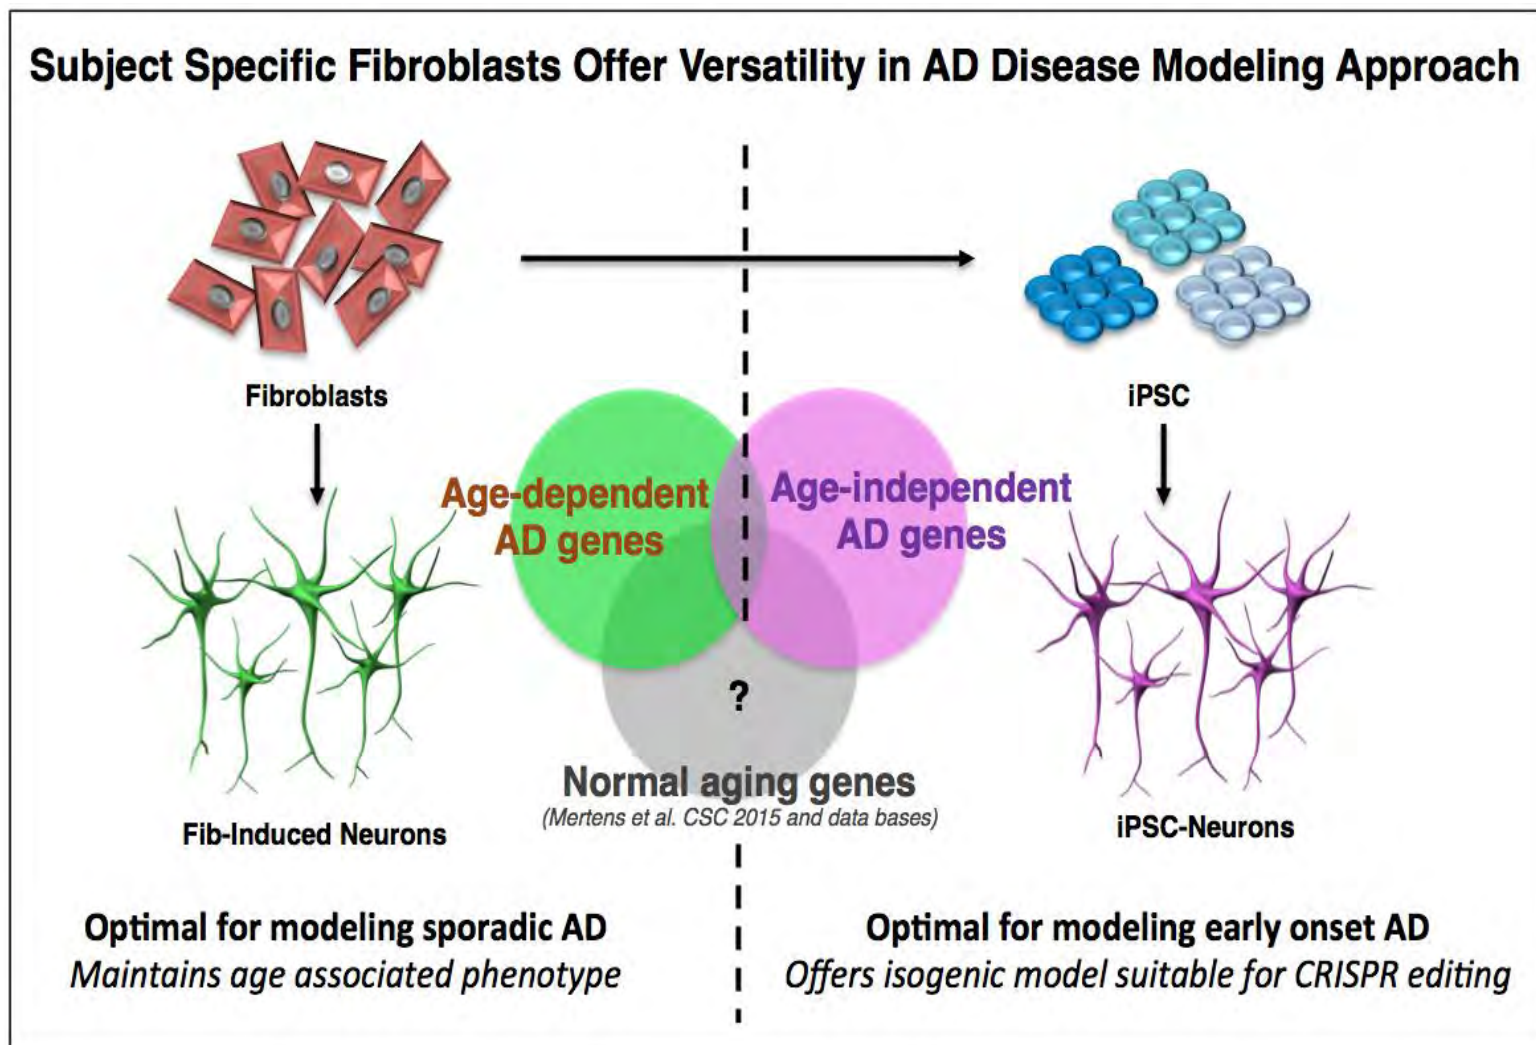 Subject Specific Fibroblasts Offer Versatility in AD Disease Modeling Approach
Fibroblasts
iPSC
Age-dependent
AD genes
Age-independent
AD genes
?
Normal aging genes
(Mertens et al. CSC 2015 and data bases)
Fib-Induced Neurons
iPSC-Neurons
Optimal for modeling sporadic AD
Maintains age associated phenotype
Optimal for modeling early onset AD
Offers isogenic model suitable for CRISPR editing